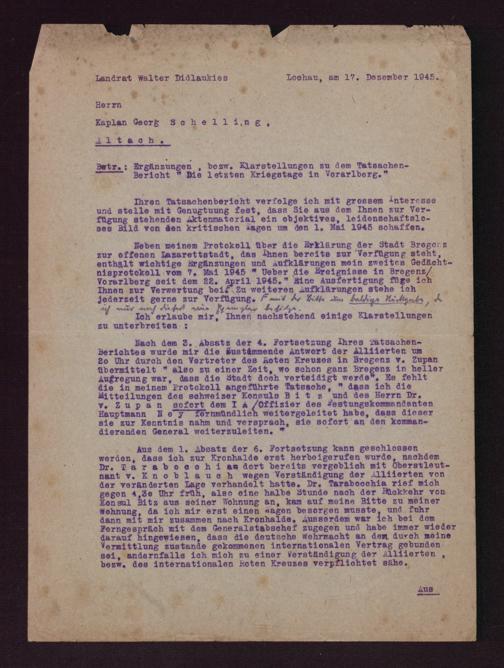 Landrat Walter Didlaukies Lochau, am 17. Dezember 1945.
Herrn
Kaplan Georg S c h e l l i n g ,
A l t a c h .
Betr.: Ergänzungen , bezw. Klarstellungen zu dem Tatsachen-
Bericht " Die letzten Kriegstage in Vorarlberg."
Ihren Tatsachenbericht verfolge ich mit grossem Interesse
und stelle mit Genugtuung fest, dass Sie aus dem Ihnen zur Ver-
fügung stehenden Aktenmaterial ein objektives, leidenschaftslo-
ses Bild von den kritischen Tagen um den 1. Mai 1945 schaffen.
Neben meinem Protokoll über die Erklärung der Stadt Bregenz
zur offenen Lazarettstadt, das Ihnen bereits zur Verfügung steht,
enthält wichtige Ergänzungen und Aufklärungen mein zweites Gedächt-
nisprotokoll vom 7. Mai 1945 " Ueber die Ereignisse in Bregenz/
Vorarlberg seit dem 22. April 1945." Eine Ausfertigung füge ich
Ihnen zur Verwertung bei. Zu weiteren Aufklärungen stehe ich
jederzeit gerne zur Verfügung. mit der Bitte um baldige Rückgabe, da
ich nur noch dieses eine Exemplar besitze.
Ich erlaube mir, Ihnen nachstehend einige Klarstellungen
zu unterbreiten :
Nach dem 3. Absatz der 4. Fortsetzung Ihres Tatsachen-
Berichtes wurde mir die zustimmende Antwort der Alliierten um
20 Uhr durch den Vertreter des Roten Kreuzes in Bregenz v. Zupan
übermittelt " also zu einer Zeit, wo schon ganz Bregenz in heller
Aufregung war, dass die Stadt doch verteidigt werde". Es fehlt
die in meinem Protokoll angeführte Tatsache, " dass ich die
Mitteilungen des schweizer Konsuls B i t z und des Herrn Dr.
v. Z u p a n sofort dem I a /Offizier des Festungskommandanten
Hauptmann N e y fernmündlich weitergeleitet habe, dass dieser
sie zur Kenntnis nahm und versprach, sie sofort an den komman-
dierenden General weiterzuleiten. "
Aus dem 1. Absatz der 6. Fortsetzung kann geschlossen
werden, dass ich zur Kronhalde erst herbeigerufen wurde, nachdem
Dr. T a r a b o c c h i a dort bereits vergeblich mit Oberstleut-
nant v. K n o b l a u c h wegen Verständigung der Alliierten von
der veränderten Lage verhandelt hatte. Dr. Tarabochia rief mich
gegen 4,30 Uhr früh, also eine halbe Stunde nach der Rückkehr von
Konsul Bitz aus seiner Wohnung an, kam auf meine Bitte zu meiner
Wohnung, da ich mir erst einen Wagen besorgen musste, und fuhr
dann mit mir zusammen nach Kronhalde. Ausserdem war ich bei dem
Ferngespräch mit dem Generalstabschef zugegen und habe immer wieder
darauf hingewiesen, dass die deutsche Wehrmacht an den durch meine
Vermittlung zustande gekommenen internationalen Vertrag gebunden
sei, andernfalls ich mich zu einer Verständigung der Alliierten ,
bezw. des internationalen Roten Kreuzes verpflichtet sähe.
Aus